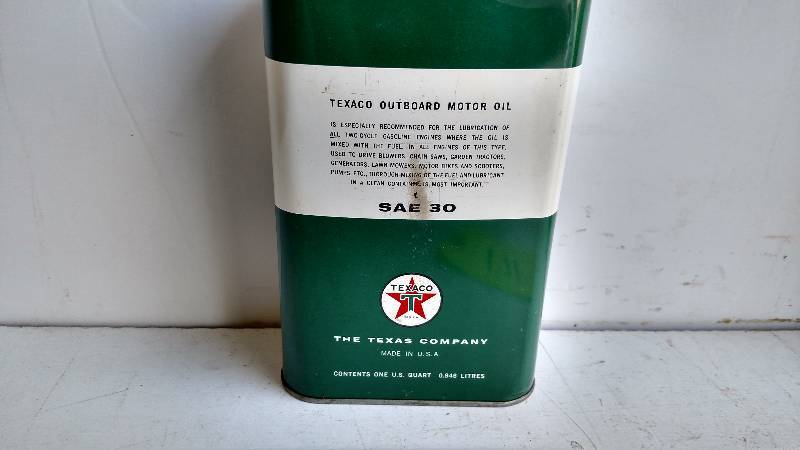 TEXACO OUTBOARD MOTOR OIL
IS ESPECIALLY RECOMMENDED FOR THE LUBRICATION OF
ALL TWO-CYCLE GASOLINE ENGINES WHERE THE OIL IS
MIXED WITH THE FUEL. IN ALL ENGINES OF THIS TYPE,
USED TO DRIVE BLOWERS, CHAIN SAWS, GARDEN TRACTORS,
GENERATORS, LAWN MOWERS, MOTOR BIKES AND SCOOTERS,
PUMPS, ETC., THOROUGH MIXING OF THE FUEL AND LUBRICANT
IN A CLEAN CONTAINER IS MOST IMPORTANT.
SAE 30
TEXACO
T
THE TEXAS COMPANY
MADE IN U.S.A
CONTENTS ONE U.S. QUART 0.946 LITRES